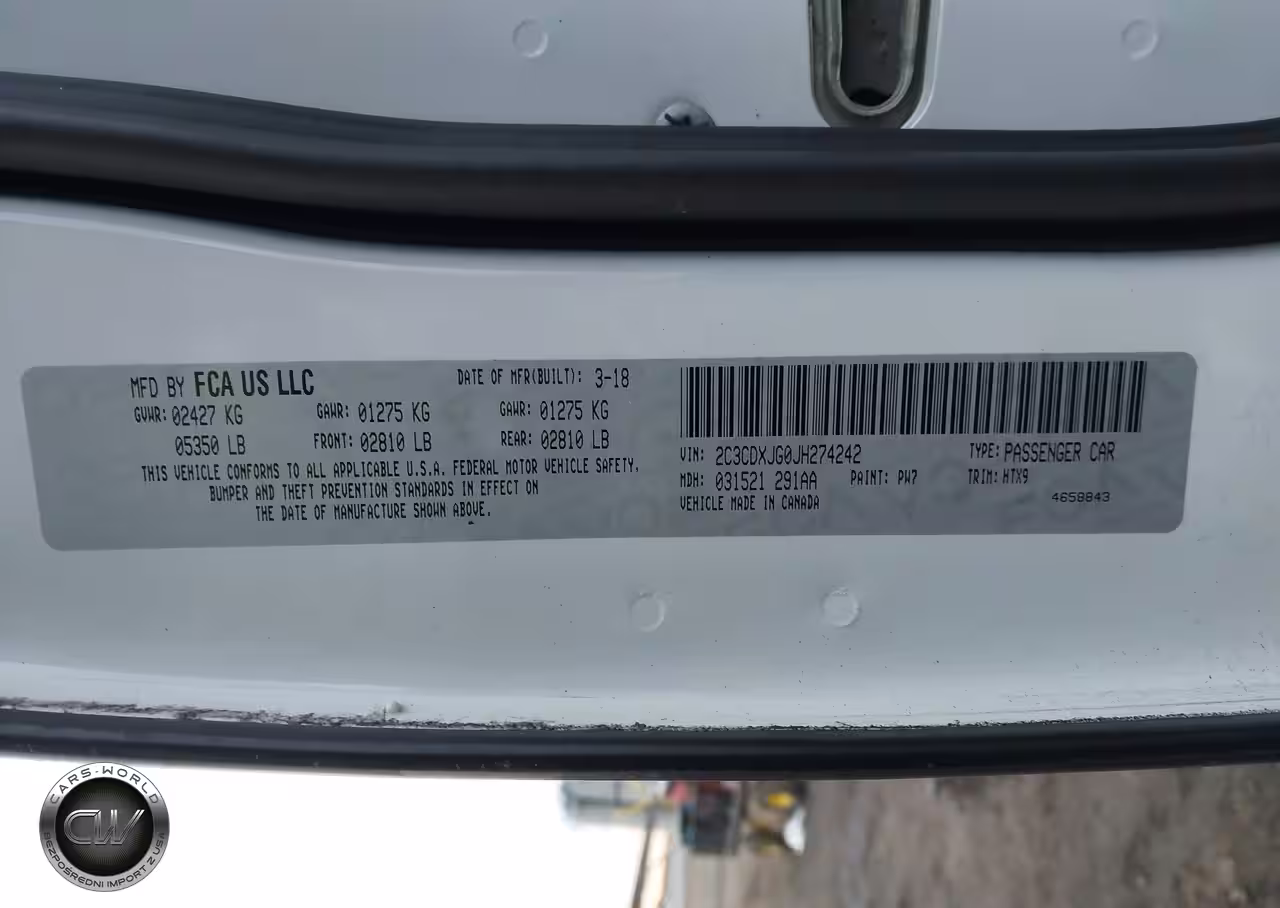 MFD BY FCA US LLC
DATE OF MFR(BUILT): 3-18
GVWR: 02427 KG
GAWR: 01275 KG
GAWR: 01275 KG
05350 LB
FRONT: 02810 LB
REAR: 02810 LB
THIS VEHICLE CONFORMS TO ALL APPLICABLE U.S.A. FEDERAL MOTOR VEHICLE SAFETY,
BUMPER AND THEFT PREVENTION STANDARDS IN EFFECT ON
THE DATE OF MANUFACTURE SHOWN ABOVE.
VIN: 2C3CDXJG0JH274242
TYPE: PASSENGER CAR
MDH: 031521 291AA
PAINT: PW7
TRIM: HTX9
VEHICLE MADE IN CANADA
4658843
CARS-WORLD
CW
BEZPOŚREDNI IMPORT Z USA